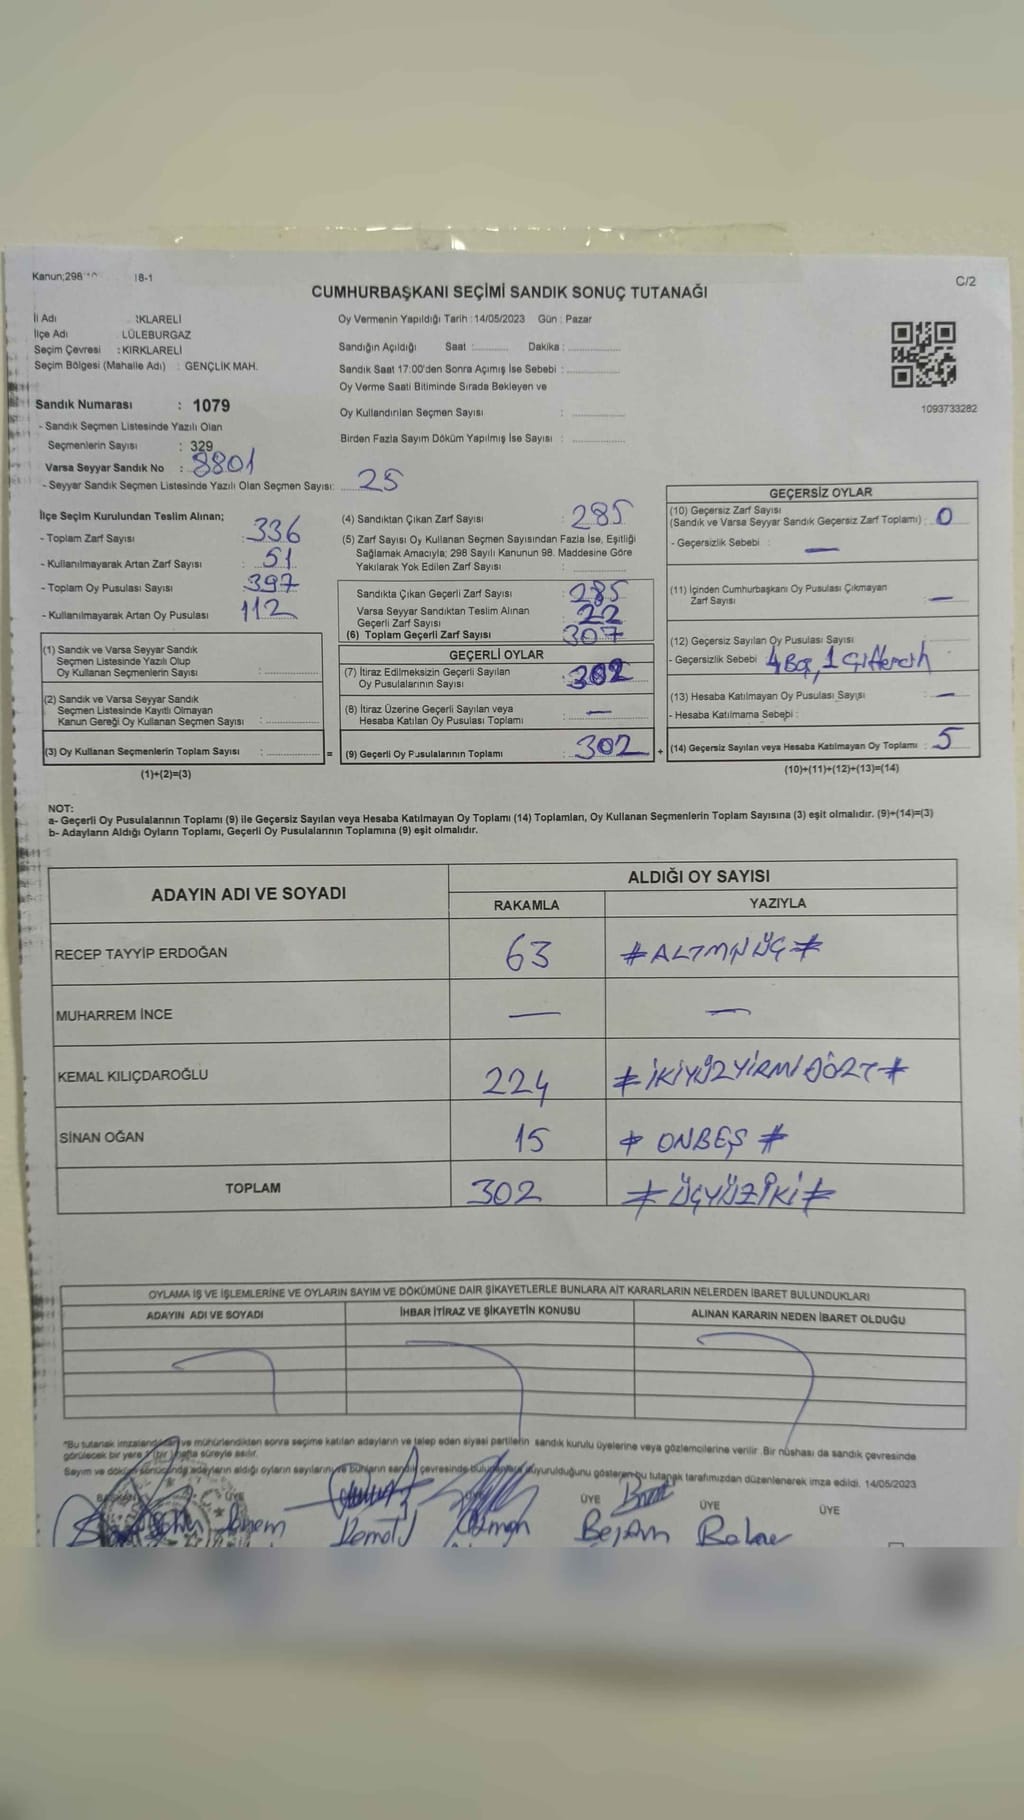 Kanun;298
18-1
C/2
CUMHURBAŞKANI SEÇİMİ SANDIK SONUÇ TUTANAĞI
İl Adı :KLARELİ
İlçe Adı LÜLEBURGAZ
Seçim Çevresi : KIRKLARELİ
Seçim Bölgesi (Mahalle Adı) : GENÇLİK MAH.
Oy Vermenin Yapıldığı Tarih :14/05/2023 Gün : Pazar
Sandığın Açıldığı Saat : Dakika :
Sandık Saat 17:00'den Sonra Açımış İse Sebebi :
Oy Verme Saati Bitiminde Sırada Bekleyen ve
Oy Kullandırılan Seçmen Sayısı :
Birden Fazla Sayım Döküm Yapılmış İse Sayısı :
1093733282
Sandık Numarası : 1079
- Sandık Seçmen Listesinde Yazılı Olan
Seçmenlerin Sayısı : 329
Varsa Seyyar Sandık No : 8801
- Seyyar Sandık Seçmen Listesinde Yazılı Olan Seçmen Sayısı: 25
İlçe Seçim Kurulundan Teslim Alınan;
- Toplam Zarf Sayısı : 336
- Kullanılmayarak Artan Zarf Sayısı : 51
- Toplum Oy Pusulası : 397
- Kullanılmayarak Artan Oy Pusulası : 112
(1) Sandık ve Varsa Seyyar Sandık
Seçmen Listesinde Yazılı Olup
Oy Kullanan Seçmenlerin Sayısı :
(2) Sandık ve Varsa Seyyar Sandık
Seçmen Listesinde Kayıtlı Olmayan
Kanun Gereği Oy Kullanan Seçmen Sayısı :
(3) Oy Kullanan Seçmenlerin Toplam Sayısı : =
(1)+(2)=(3)
(4) Sandıktan Çıkan Zarf Sayısı : 285
(5) Zarf Sayısı Oy Kullanan Seçmen Sayısından Fazla İse, Eşitliği
Sağlamak Amacıyla; 298 Sayılı Kanunun 98. Maddesine Göre
Yakılarak Yok Edilen Zarf Sayısı :
Sandıkta Çıkan Geçerli Zarf Sayısı : 285
Varsa Seyyar Sandıktan Teslim Alınan
Geçerli Zarf Sayısı : 22
(6) Toplam Geçerli Zarf Sayısı : 307
GEÇERLİ OYLAR
(7) İtiraz Edilmeksizin Geçerli Sayılan
Oy Pusulalarının Sayısı : 302
(8) İtiraz Üzerine Geçerli Sayılan veya
Hesaba Katılan Oy Pusulası Toplamı : —
(9) Geçerli Oy Pusulalarının Toplamı : 302 +
GEÇERSİZ OYLAR
(10) Geçersiz Zarf Sayısı
(Sandık ve Varsa Seyyar Sandık Geçersiz Zarf Toplamı) : 0
- Geçersizlik Sebebi : —
(11) İçinden Cumhurbaşkanı Oy Pusulası Çıkmayan
Zarf Sayısı : —
(12) Geçersiz Sayılan Oy Pusulası Sayısı :
- Geçersizlik Sebebi : 4 Boş, 1
(13) Hesaba Katılmayan Oy Pusulası Sayısı : —
- Hesaba Katılmama Sebebi :
(14) Geçersiz Sayılan veya Hesaba Katılmayan Oy Toplamı : 5
(10)+(11)+(12)+(13)=(14)
NOT:
a- Geçerli Oy Pusulalarının Toplamı (9) ile Geçersiz Sayılan veya Hesaba Katılmayan Oy Toplamı (14) Toplamları, Oy Kullanan Seçmenlerin Toplam Sayısına (3) eşit olmalıdır. (9)+(14)=(3)
b- Adayların Aldığı Oyların Toplamı, Geçerli Oy Pusulalarının Toplamına (9) eşit olmalıdır.
ADAYIN ADI VE SOYADI
ALDIĞI OY SAYISI
RAKAMLA YAZIYLA
RECEP TAYYİP ERDOĞAN 63 # ALTMIŞ ÜÇ #
MUHARREM İNCE — —
KEMAL KILIÇDAROĞLU 224 # İKİYÜZYİRMİDÖRT #
SİNAN OĞAN 15 # ONBEŞ #
TOPLAM 302 # ÜÇYÜZİKİ #
OYLAMA İŞ VE İŞLEMLERİNE VE OYLARIN SAYIM VE DÖKÜMÜNE DAİR ŞİKAYETLERLE BUNLARA AİT KARARLARIN NELERDEN İBARET BULUNDUKLARI
ADAYIN ADI VE SOYADI İHBAR İTİRAZ VE ŞİKAYETİN KONUSU ALINAN KARARIN NEDEN İBARET OLDUĞU
"Bu tutanak imzalandıktan ve mühürlendikten sonra seçime katılan adayların ve talep eden siyasi partilerin sandık kurulu üyelerine veya gözlemcilerine verilir. Bir nüshası da sandık çevresinde
görülecek bir yere 1 (bir) hafta süreyle asılır.
Sayım ve döküm sonucunda adayların aldığı oyların sayılarını ve bunların sandık çevresinde duyurulduğunu gösteren bu tutanak tarafımızdan düzenlenerek imza edildi. 14/05/2023
ÜYE ÜYE ÜYE ÜYE